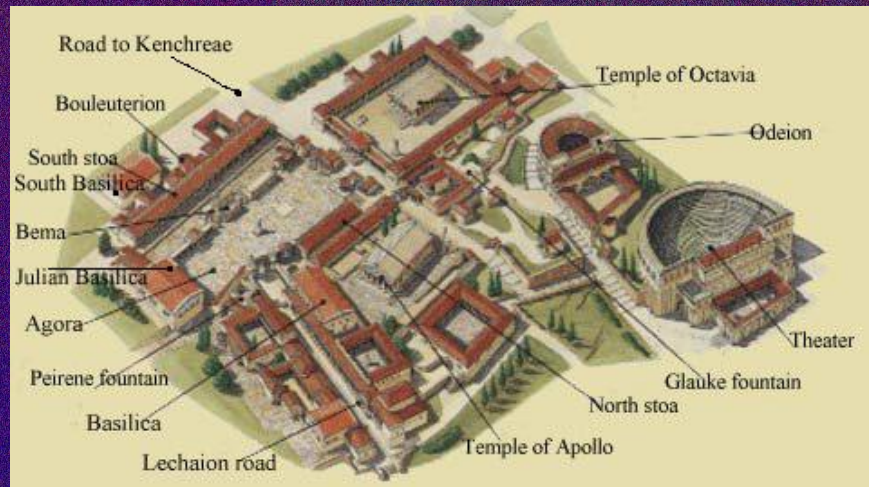 Road to Kenchreae
Temple of Octavia
Bouleuterion
Odeion
South stoa
South Basilica
Bema
Julian Basilica
Agora
Theater
Peirene fountain
Glauke fountain
North stoa
Basilica
Temple of Apollo
Lechaion road